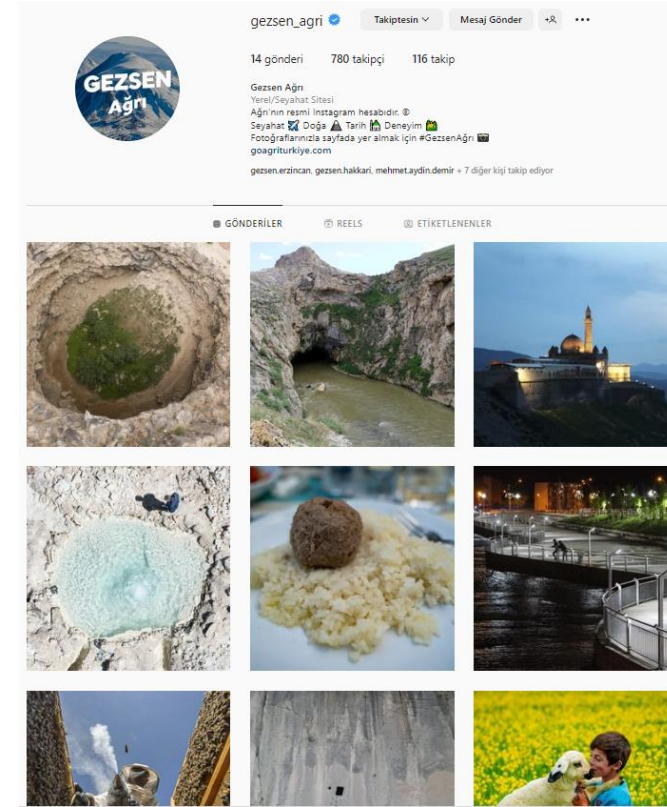 gezsen_agri
Takiptesin
Mesaj Gönder
14 gönderi 780 takipçi 116 takip
GEZSEN
Ağrı
Gezsen Ağrı
Yerel/Seyahat Sitesi
Ağrı'nın resmi Instagram hesabıdır. ®
Seyahat Doğa Tarih Deneyim
Fotoğraflarınızla sayfada yer almak için #GezsenAğrı
goagriturkiye.com
gezsen.erzincan, gezsen.hakkari, mehmet.aydin.demir + 7 diğer kişi takip ediyor
GÖNDERİLER
REELS
ETİKETLENENLER